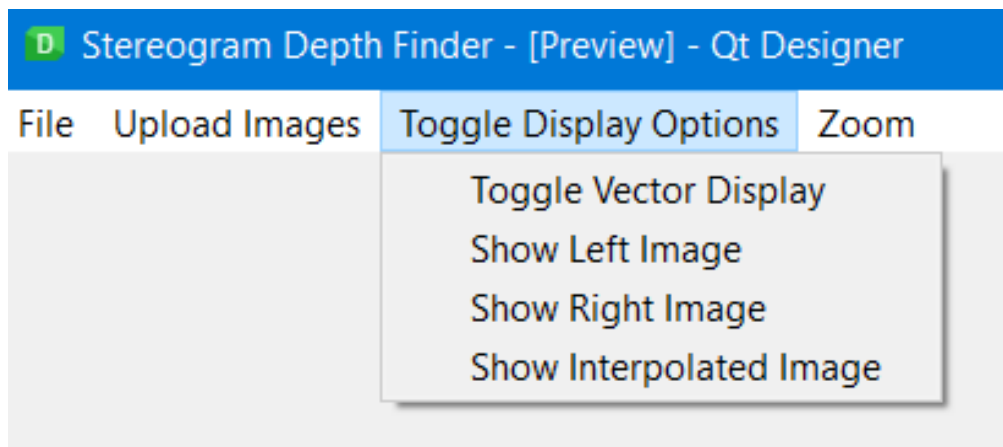 D Stereogram Depth Finder - [Preview] - Qt Designer
File Upload Images Toggle Display Options Zoom
Toggle Vector Display
Show Left Image
Show Right Image
Show Interpolated Image